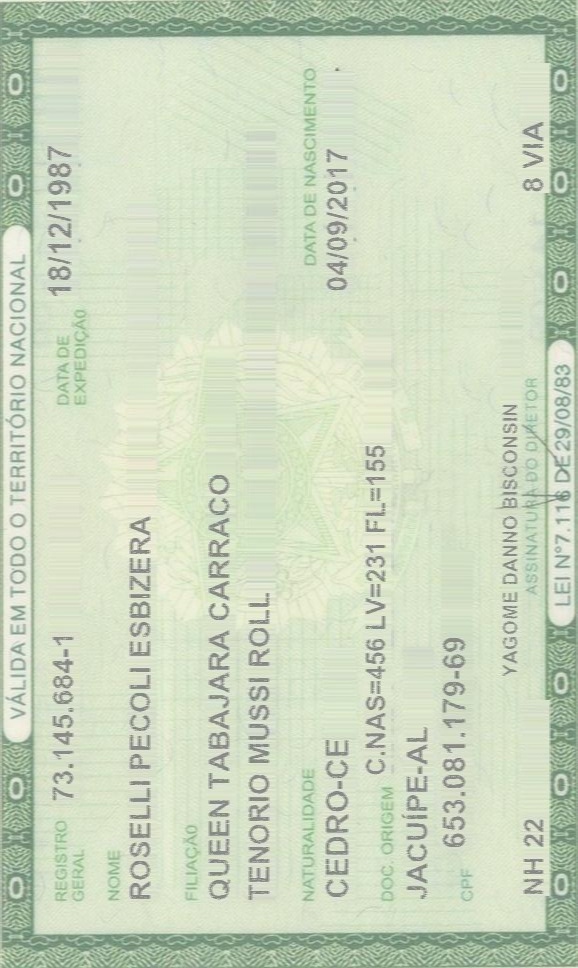 VÁLIDA EM TODO O TERRITÓRIO NACIONAL
REGISTRO GERAL 73.145.684-1 DATA DE EXPEDIÇÃO 18/12/1987
NOME
ROSELLI PECOLI ESBIZERA
FILIAÇÃO
QUEEN TABAJARA CARRACO
TENORIO MUSSI ROLL
NATURALIDADE DATA DE NASCIMENTO
CEDRO-CE 04/09/2017
DOC. ORIGEM C.NAS=456 LV=231 FL=155
JACUÍPE-AL
CPF 653.081.179-69
YAGOME DANNO BISCONSIN
NH 22 ASSINATURA DO DIRETOR 8 VIA
LEI Nº7.116 DE 29/08/83